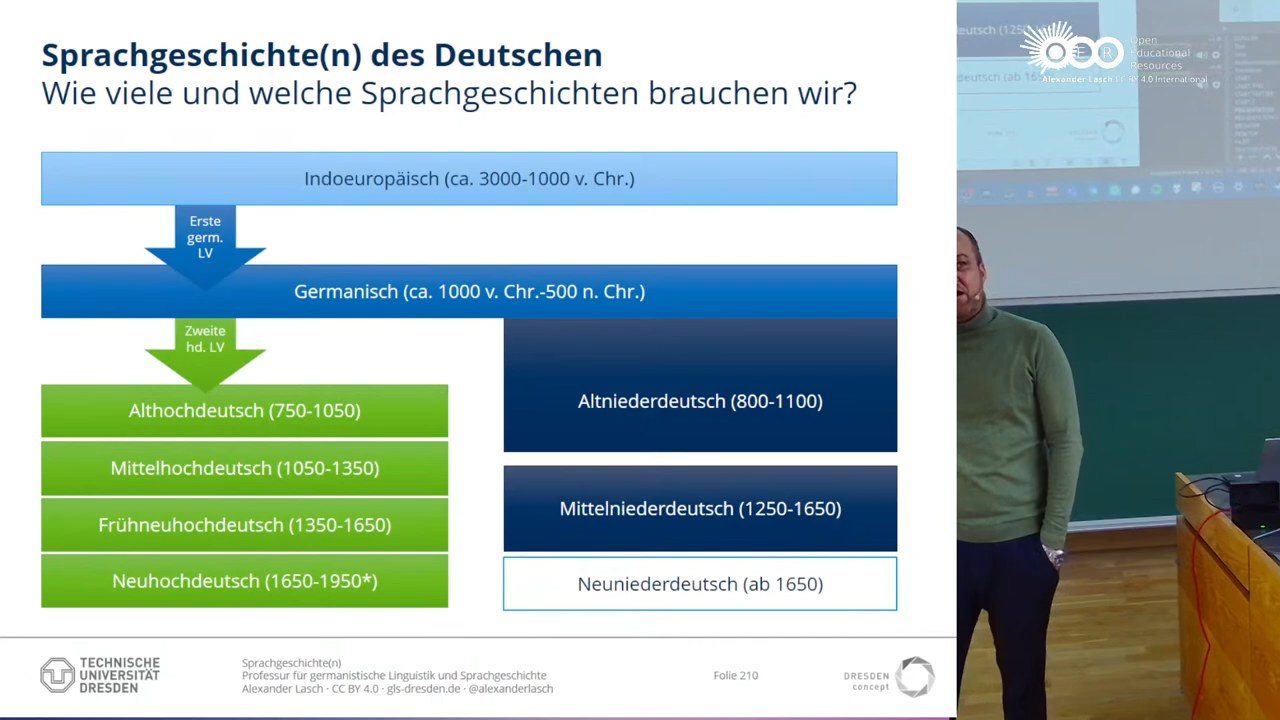 Sprachgeschichte(n) des Deutschen
Wie viele und welche Sprachgeschichten brauchen wir?
Indoeuropäisch (ca. 3000-1000 v. Chr.)
Erste
germ.
LV
Germanisch (ca. 1000 v. Chr.-500 n. Chr.)
Zweite
hd. LV
Althochdeutsch (750-1050)
Mittelhochdeutsch (1050-1350)
Frühneuhochdeutsch (1350-1650)
Neuhochdeutsch (1650-1950*)
Altniederdeutsch (800-1100)
Mittelniederdeutsch (1250-1650)
Neuniederdeutsch (ab 1650)
TECHNISCHE
UNIVERSITÄT
DRESDEN
Sprachgeschichte(n)
Professur für germanistische Linguistik und Sprachgeschichte
Alexander Lasch · CC BY 4.0 · gls-dresden.de · @alexanderlasch
Folie 210
DRESDEN
concept
OER
Open
Educational
Resources
Alexander Lasch CC BY 4.0 International